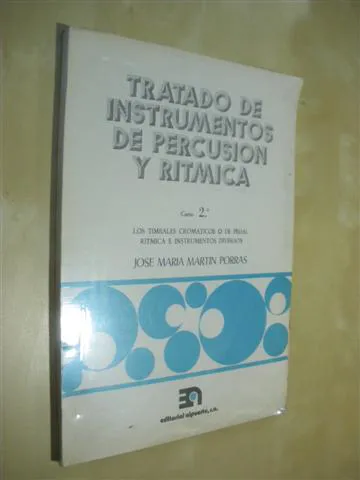 TRATADO DE
INSTRUMENTOS
DE PERCUSION
Y RITMICA
Curso 2.º
LOS TIMBALES CROMATICOS O DE PEDAL
RITMICA E INSTRUMENTOS DIVERSOS
JOSE MARIA MARTIN PORRAS
editorial alpuerto, s.a.